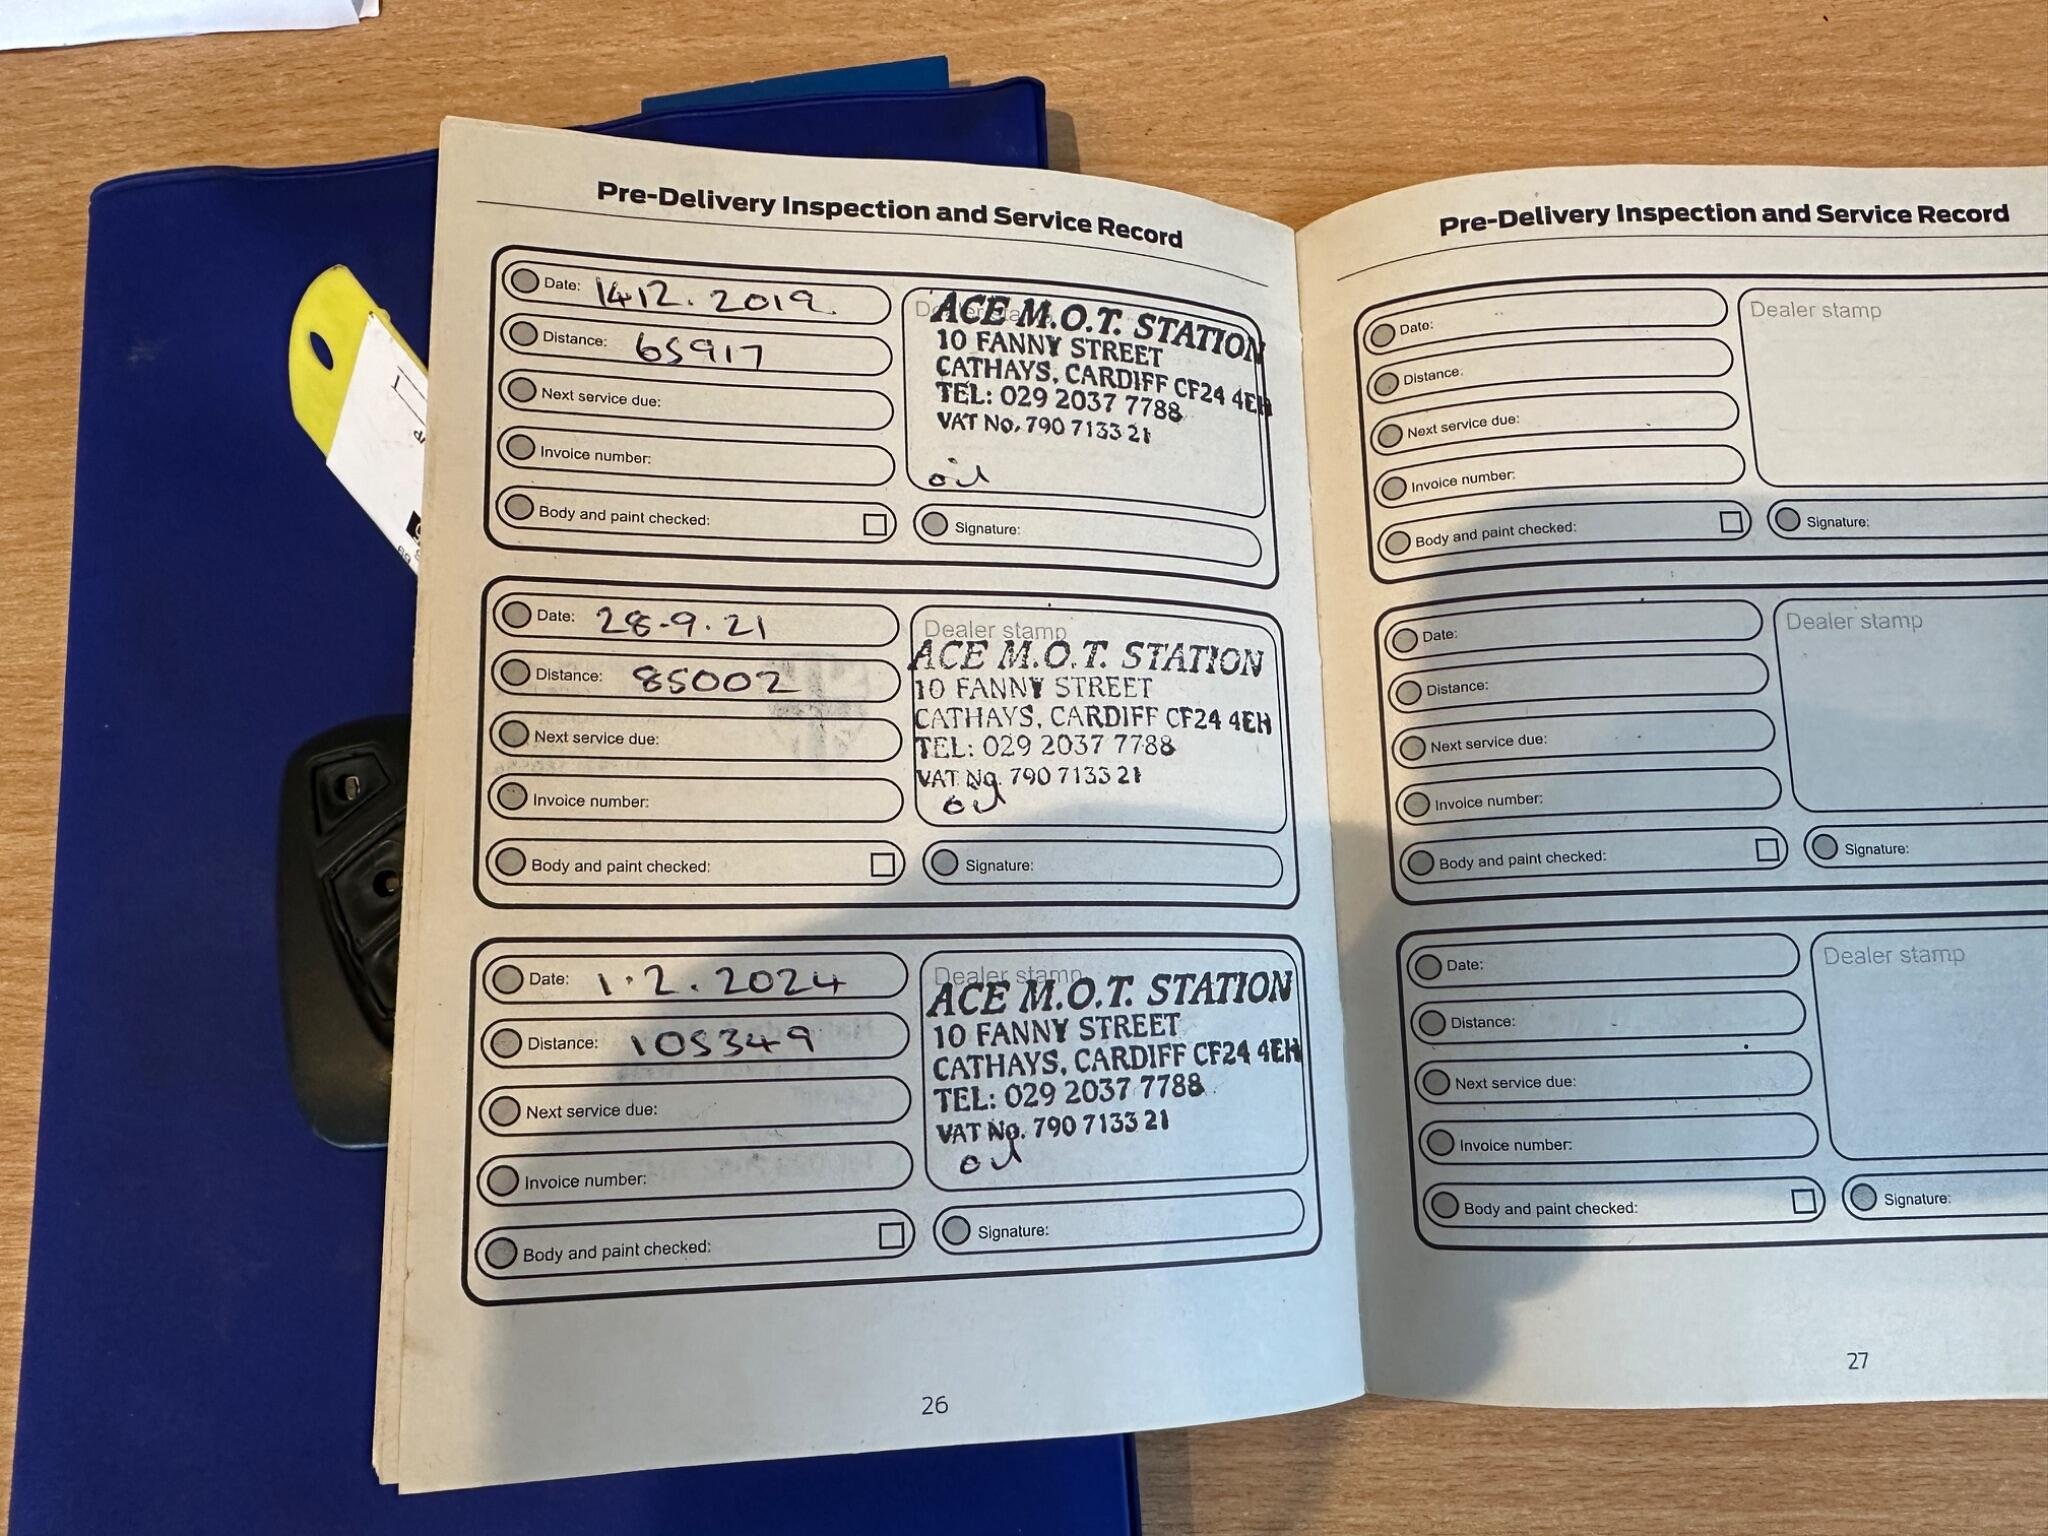 Pre-Delivery Inspection and Service Record
Date: 1412.2019.
Distance: 65917
Next service due:
Invoice number:
Body and paint checked:
Dealer stamp
ACE M.O.T. STATION
10 FANNY STREET
CATHAYS, CARDIFF CF24 4EH
TEL: 029 2037 7788
VAT No. 790 7133 21
oil
Signature:
Date: 28-9.21
Distance: 85002
Next service due:
Invoice number:
Body and paint checked:
Dealer stamp
ACE M.O.T. STATION
10 FANNY STREET
CATHAYS, CARDIFF CF24 4EH
TEL: 029 2037 7788
VAT No. 790 7133 21
oil
Signature:
Date: 1.2.2024
Distance: 105349
Next service due:
Invoice number:
Body and paint checked:
Dealer stamp
ACE M.O.T. STATION
10 FANNY STREET
CATHAYS, CARDIFF CF24 4EH
TEL: 029 2037 7788
VAT No. 790 7133 21
oil
Signature:
26
Pre-Delivery Inspection and Service Record
Date:
Distance:
Next service due:
Invoice number:
Body and paint checked:
Dealer stamp
Signature:
Date:
Distance:
Next service due:
Invoice number:
Body and paint checked:
Dealer stamp
Signature:
Date:
Distance:
Next service due:
Invoice number:
Body and paint checked:
Dealer stamp
Signature:
27